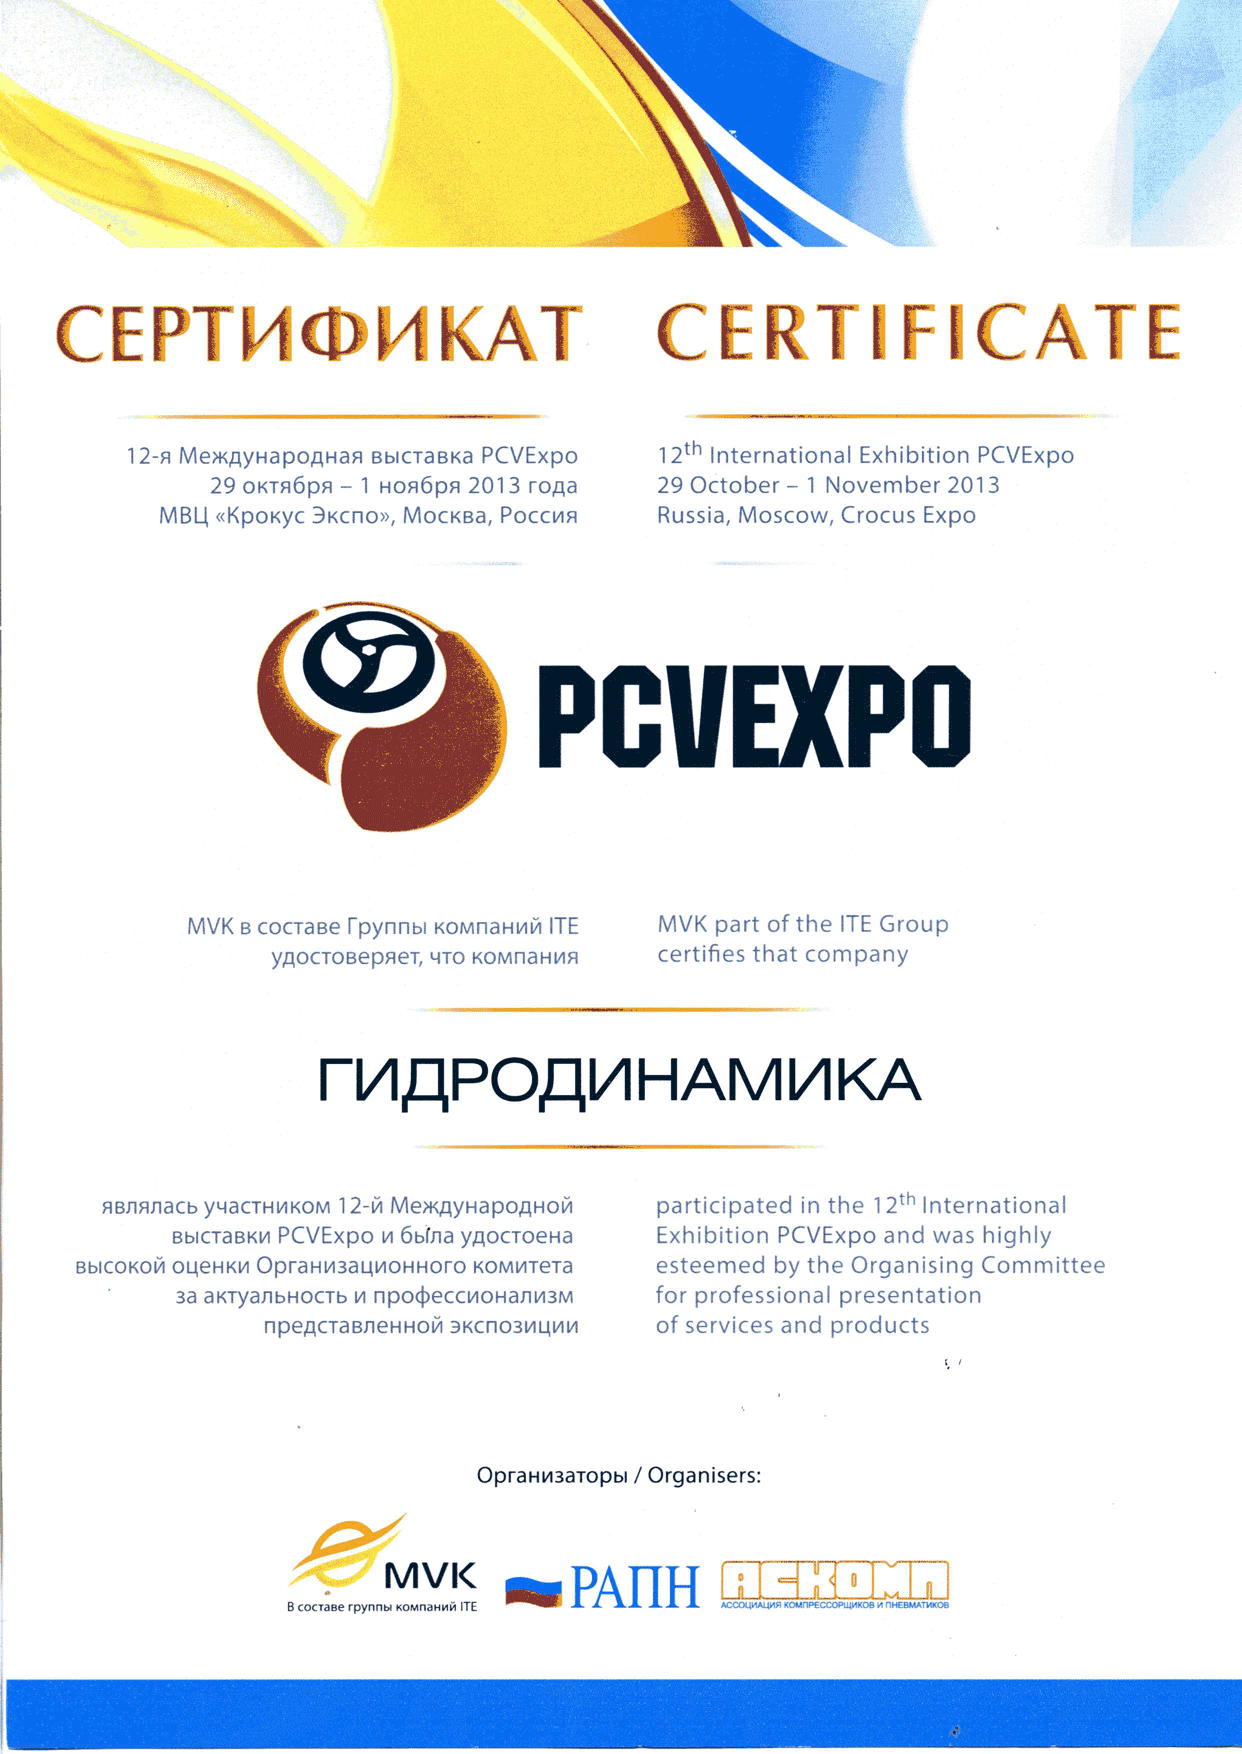 СЕРТИФИКАТ
12-я Международная выставка PCVExpo
29 октября – 1 ноября 2013 года
МВЦ «Крокус Экспо», Москва, Россия
CERTIFICATE
12th International Exhibition PCVExpo
29 October – 1 November 2013
Russia, Moscow, Crocus Expo
PCVEXPO
MVK в составе Группы компаний ITE
удостоверяет, что компания
MVK part of the ITE Group
certifies that company
ГИДРОДИНАМИКА
являлась участником 12-й Международной
выставки PCVExpo и была удостоена
высокой оценки Организационного комитета
за актуальность и профессионализм
представленной экспозиции
participated in the 12th International
Exhibition PCVExpo and was highly
esteemed by the Organising Committee
for professional presentation
of services and products
Организаторы / Organisers:
MVK
В составе группы компаний ITE
РАПН
АСКОМП
АССОЦИАЦИЯ КОМПРЕССОРЩИКОВ И ПНЕВМАТИКОВ